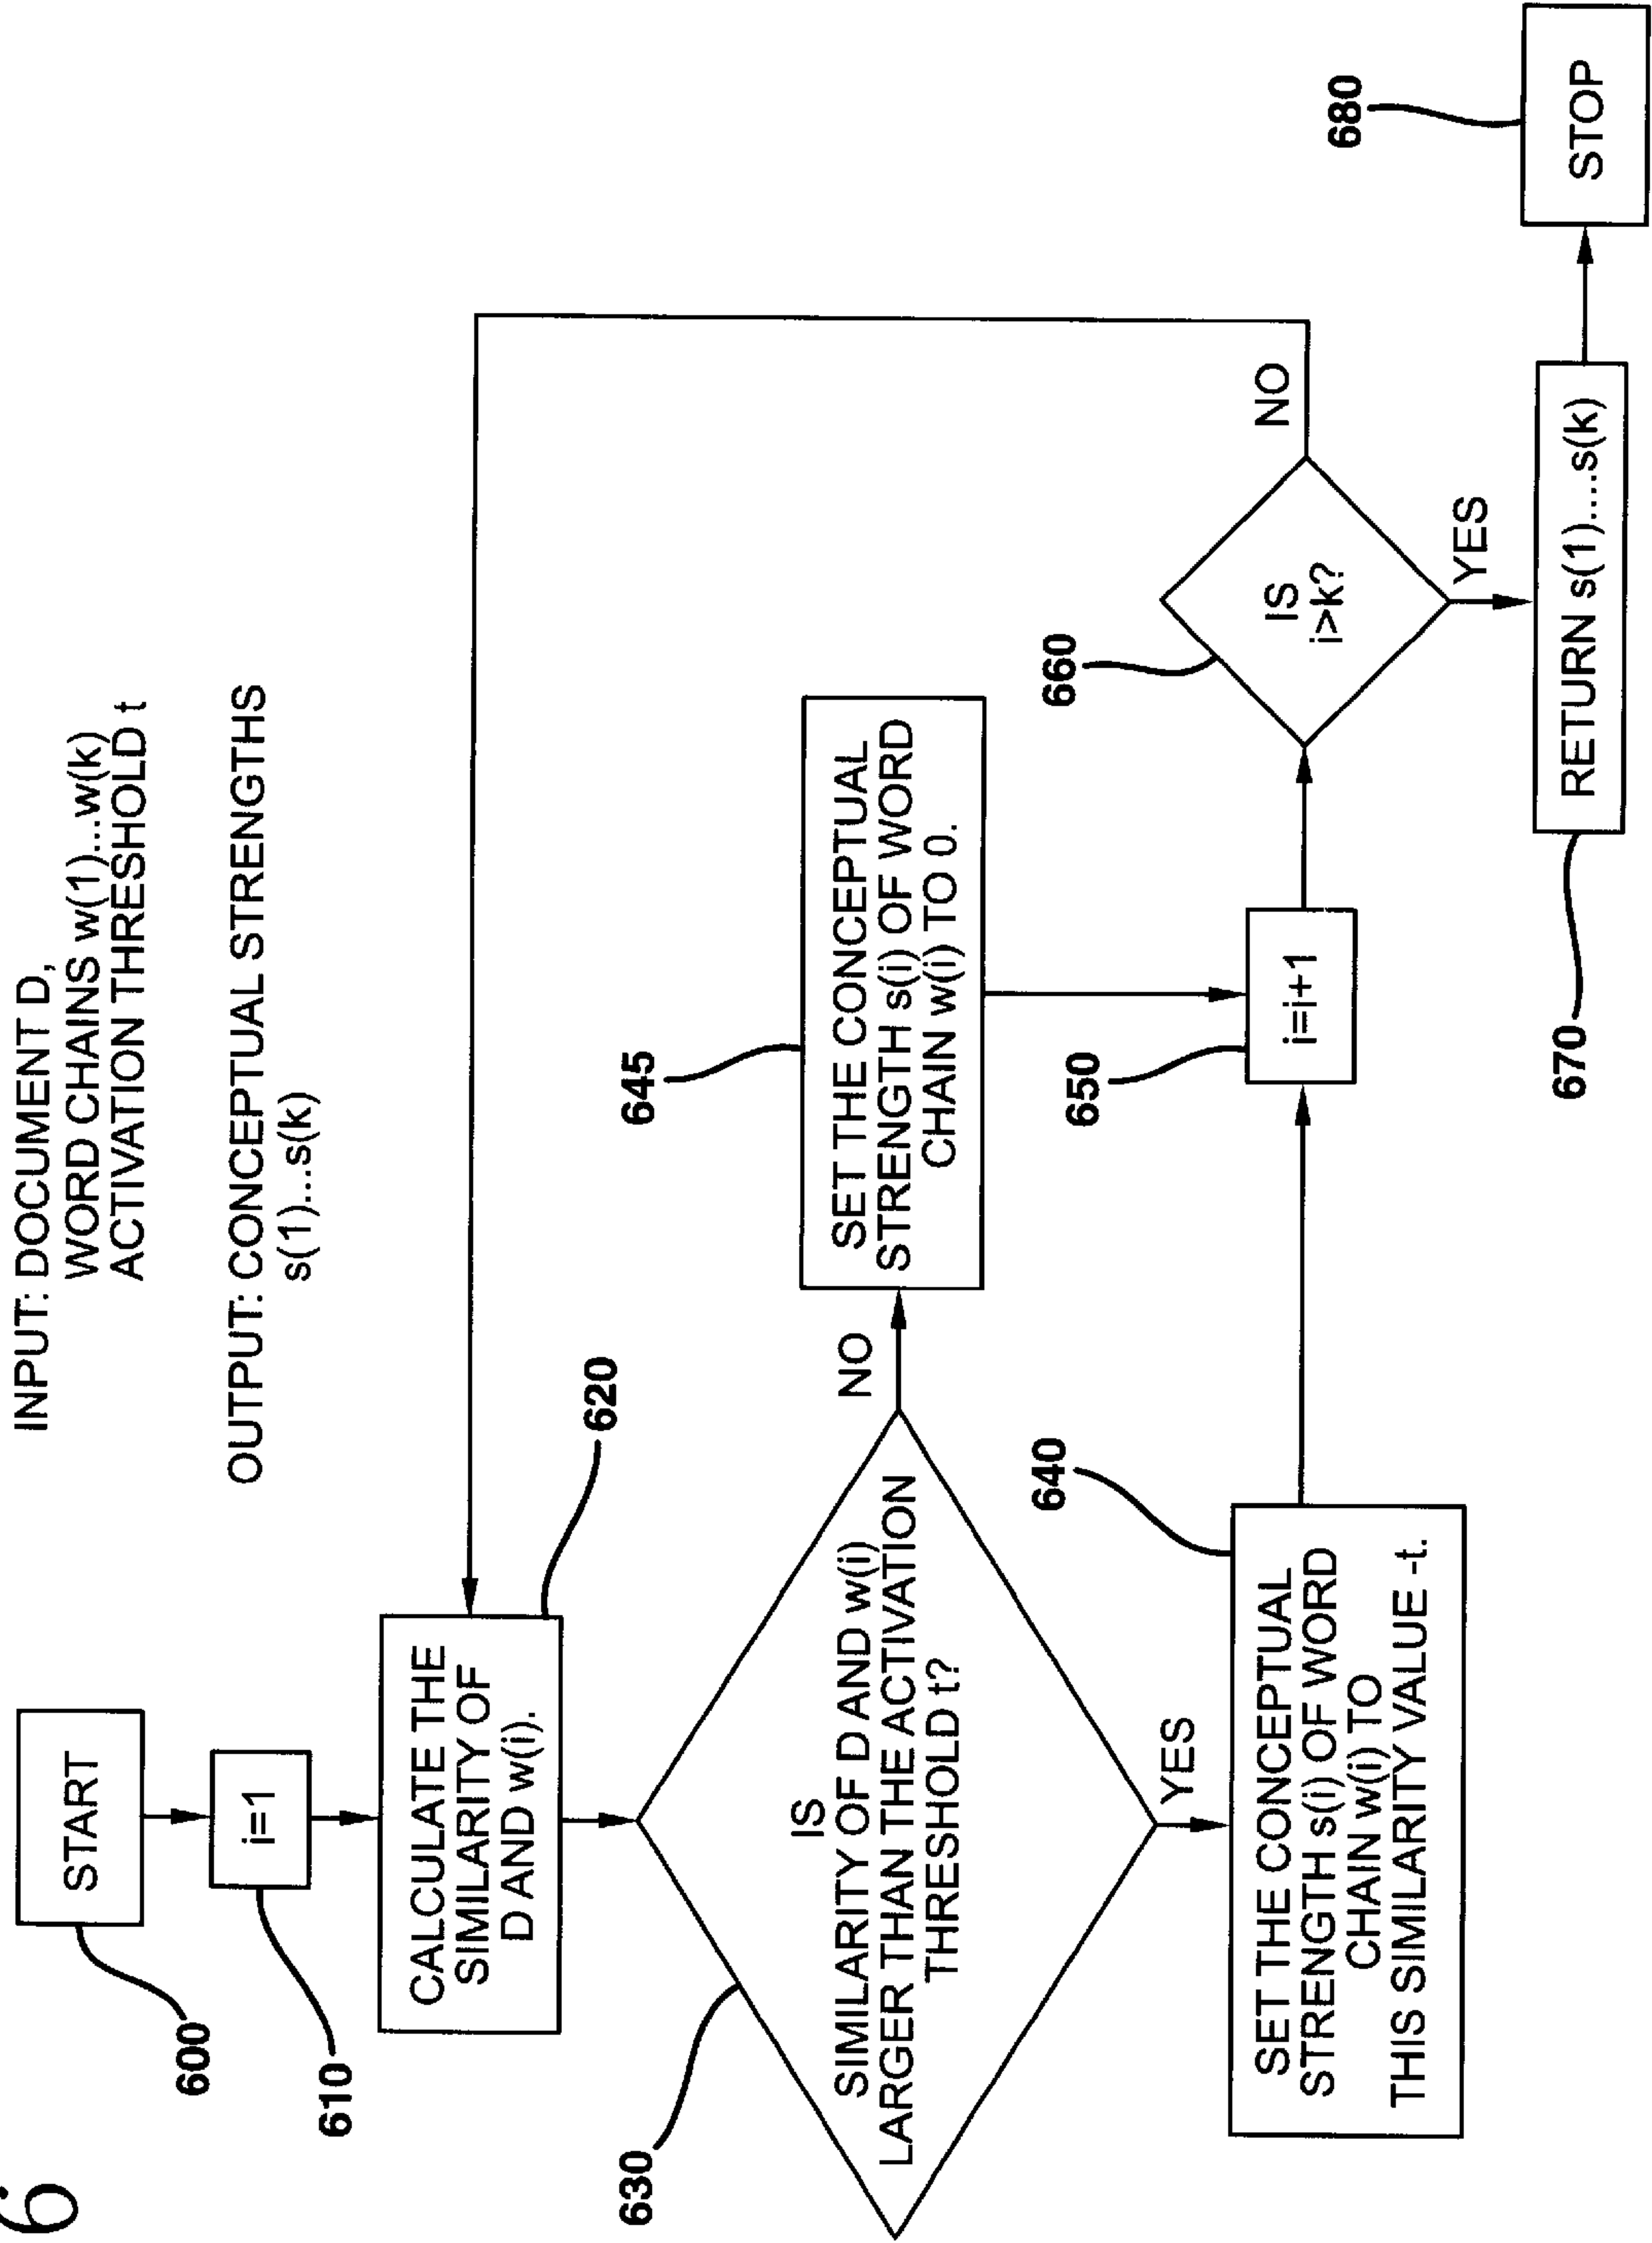 6
INPUT: DOCUMENT D,
WORD CHAINS w(1)...w(k)
ACTIVATION THRESHOLD t
OUTPUT: CONCEPTUAL STRENGTHS
s(1)...s(k)
START
600
i=1
610
CALCULATE THE
SIMILARITY OF
D AND w(i).
620
IS
SIMILARITY OF D AND w(i)
LARGER THAN THE ACTIVATION
THRESHOLD t?
630
NO
YES
SET THE CONCEPTUAL
STRENGTH s(i) OF WORD
CHAIN w(i) TO 0.
645
SET THE CONCEPTUAL
STRENGTH s(i) OF WORD
CHAIN w(i) TO
THIS SIMILARITY VALUE -t.
640
i=i+1
650
IS
i>k?
660
NO
YES
RETURN s(1)....s(k)
670
STOP
680